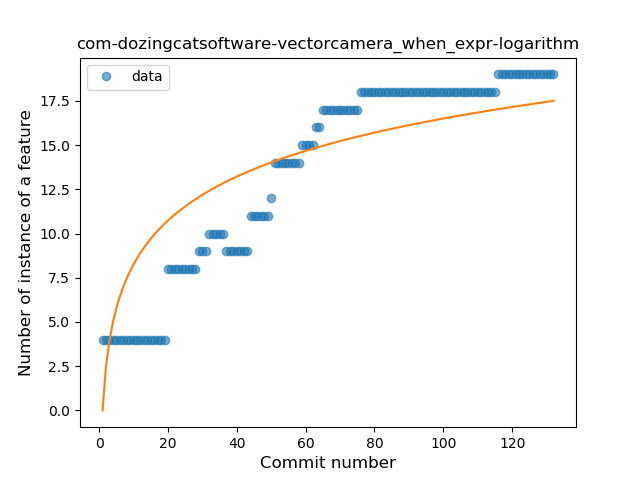 com-dozingcatsoftware-vectorcamera_when_expr-logarithm
data
Number of instance of a feature
17.5
15.0
12.5
10.0
7.5
5.0
2.5
0.0
0 20 40 60 80 100 120
Commit number